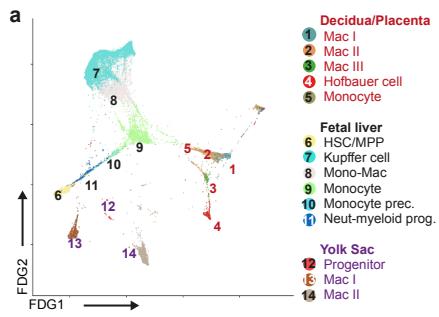 a
7
8
9
10
11
6
12
13
14
5
2
1
3
4
FDG2
FDG1
Decidua/Placenta
1 Mac I
2 Mac II
3 Mac III
4 Hofbauer cell
5 Monocyte
Fetal liver
6 HSC/MPP
7 Kupffer cell
8 Mono-Mac
9 Monocyte
10 Monocyte prec.
11 Neut-myeloid prog.
Yolk Sac
12 Progenitor
13 Mac I
14 Mac II